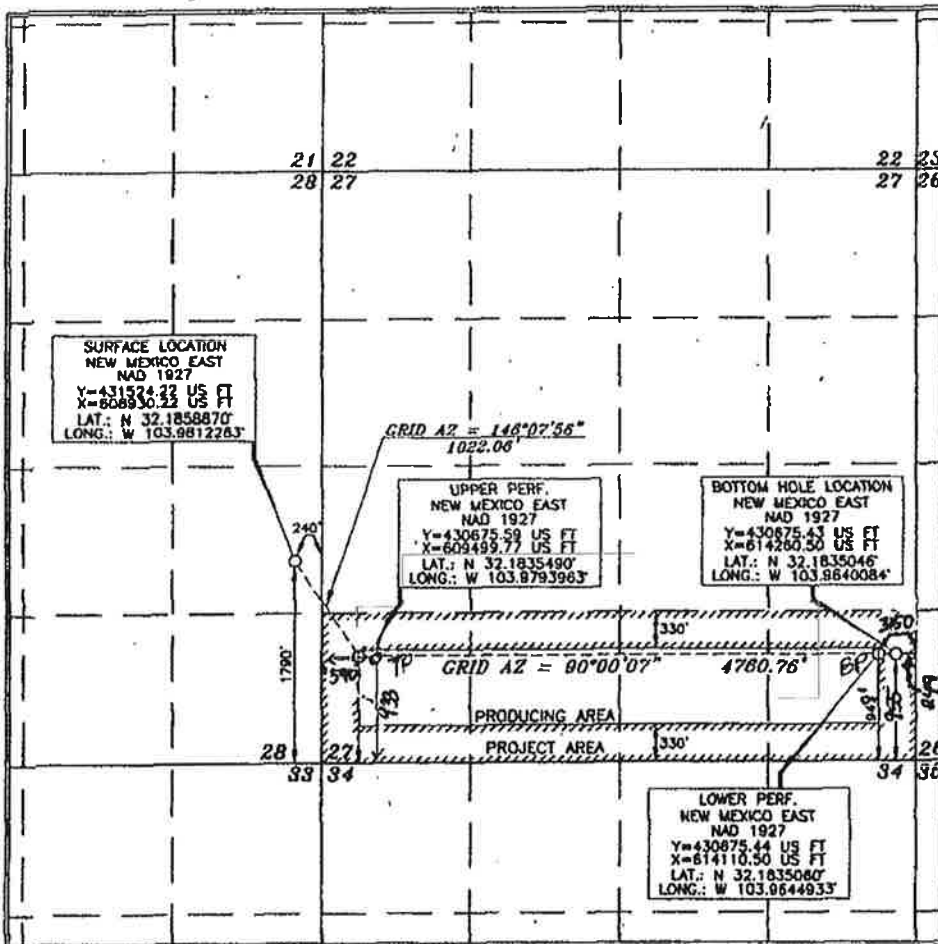 21 22
28 27
22 23
27 26
SURFACE LOCATION
NEW MEXICO EAST
NAD 1927
Y=431524.22 US FT
X=608930.22 US FT
LAT.: N 32.1858870°
LONG.: W 103.9812263°
GRID AZ = 146°07'56"
1022.06'
UPPER PERF.
NEW MEXICO EAST
NAD 1927
Y=430675.59 US FT
X=609499.77 US FT
LAT.: N 32.1835490°
LONG.: W 103.9793963°
BOTTOM HOLE LOCATION
NEW MEXICO EAST
NAD 1927
Y=430675.43 US FT
X=614260.50 US FT
LAT.: N 32.1835046°
LONG.: W 103.9640084°
240'
1790'
330'
GRID AZ = 90°00'07" 4760.76'
590
TP
933
BP
949'
PRODUCING AREA
PROJECT AREA
330'
28 27
33 34
34
LOWER PERF.
NEW MEXICO EAST
NAD 1927
Y=430675.44 US FT
X=614110.50 US FT
LAT.: N 32.1835060°
LONG.: W 103.9644933°